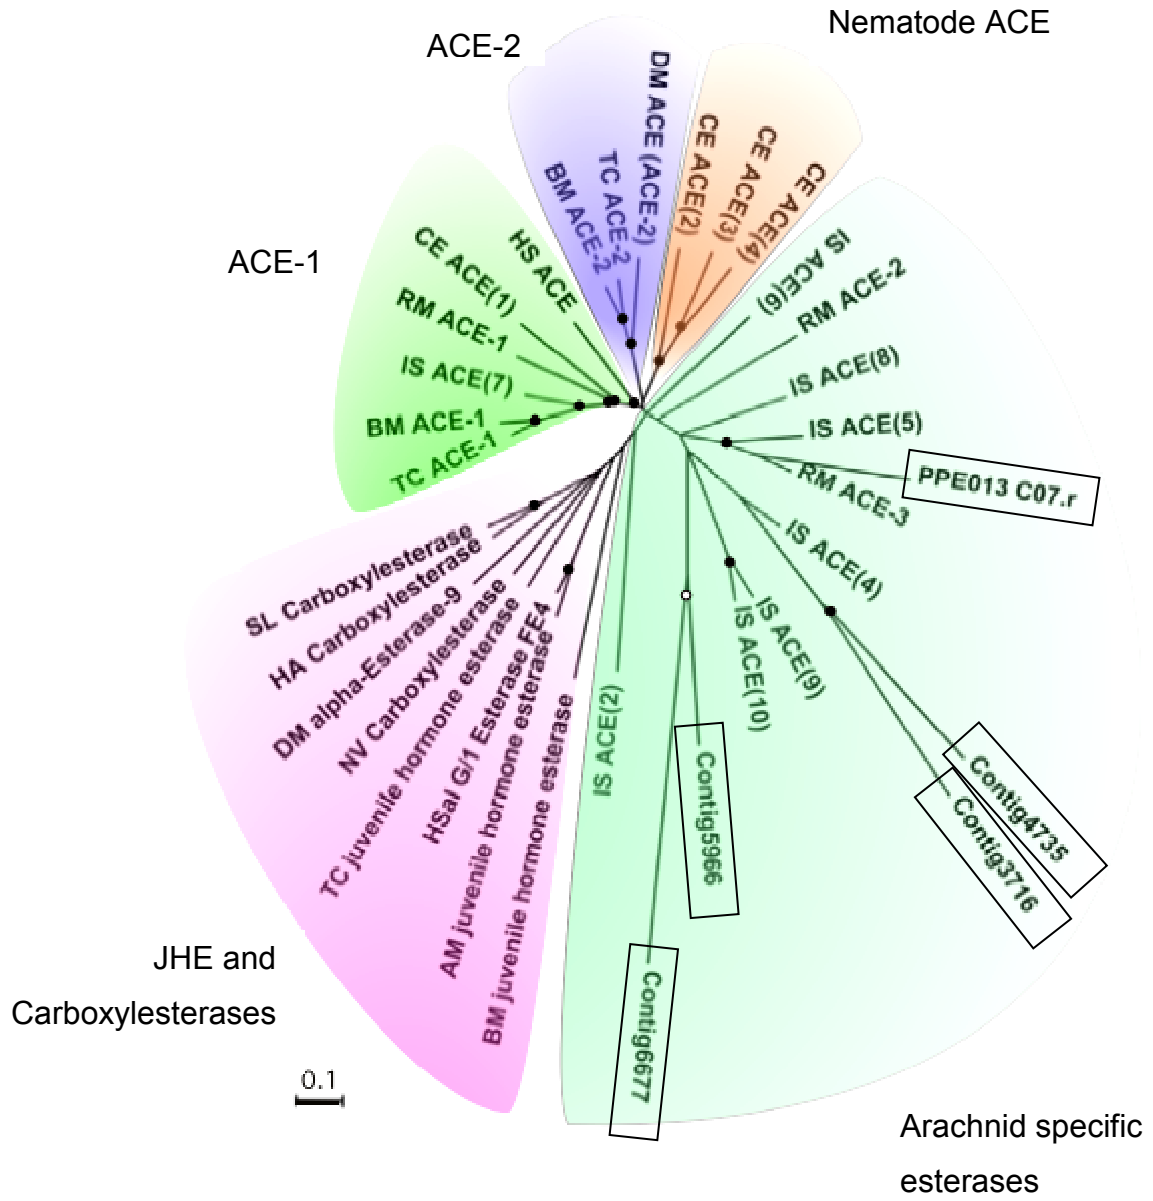 Nematode ACE
ACE-2
DM ACE (ACE-2)
TC ACE-2
BM ACE-2
CE ACE(2)
CE ACE(3)
CE ACE(4)
ACE-1
HS ACE
CE ACE(1)
RM ACE-1
IS ACE(7)
BM ACE-1
TC ACE-1
IS ACE(6)
RM ACE-2
IS ACE(8)
IS ACE(5)
PPE013 C07.r
RM ACE-3
IS ACE(4)
IS ACE(9)
IS ACE(10)
Contig4735
Contig3716
Contig5966
Contig6677
IS ACE(2)
SL Carboxylesterase
HA Carboxylesterase
DM alpha-Esterase-9
NV Carboxylesterase
TC juvenile hormone esterase
HSal G/1 Esterase FE4
AM juvenile hormone esterase
BM juvenile hormone esterase
JHE and
Carboxylesterases
0.1
Arachnid specific
esterases